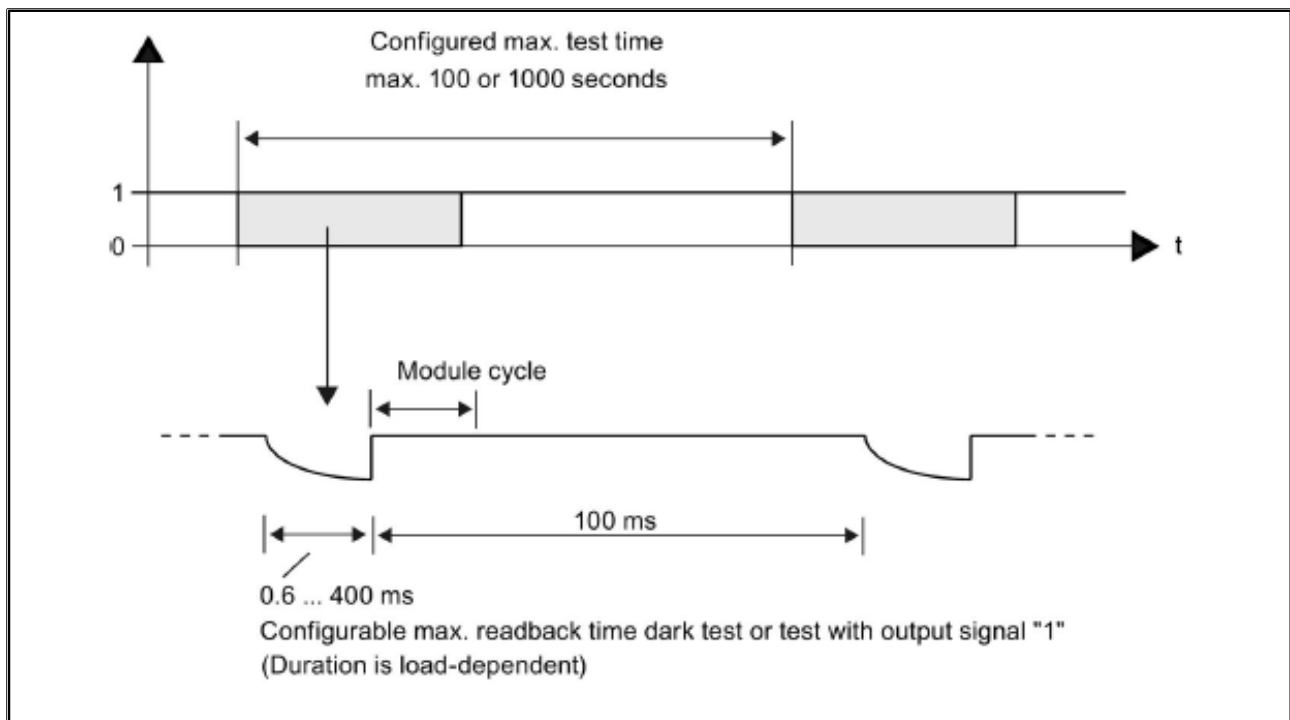 Configured max. test time
max. 100 or 1000 seconds
1
0
t
Module cycle
100 ms
0.6 ... 400 ms
Configurable max. readback time dark test or test with output signal "1"
(Duration is load-dependent)